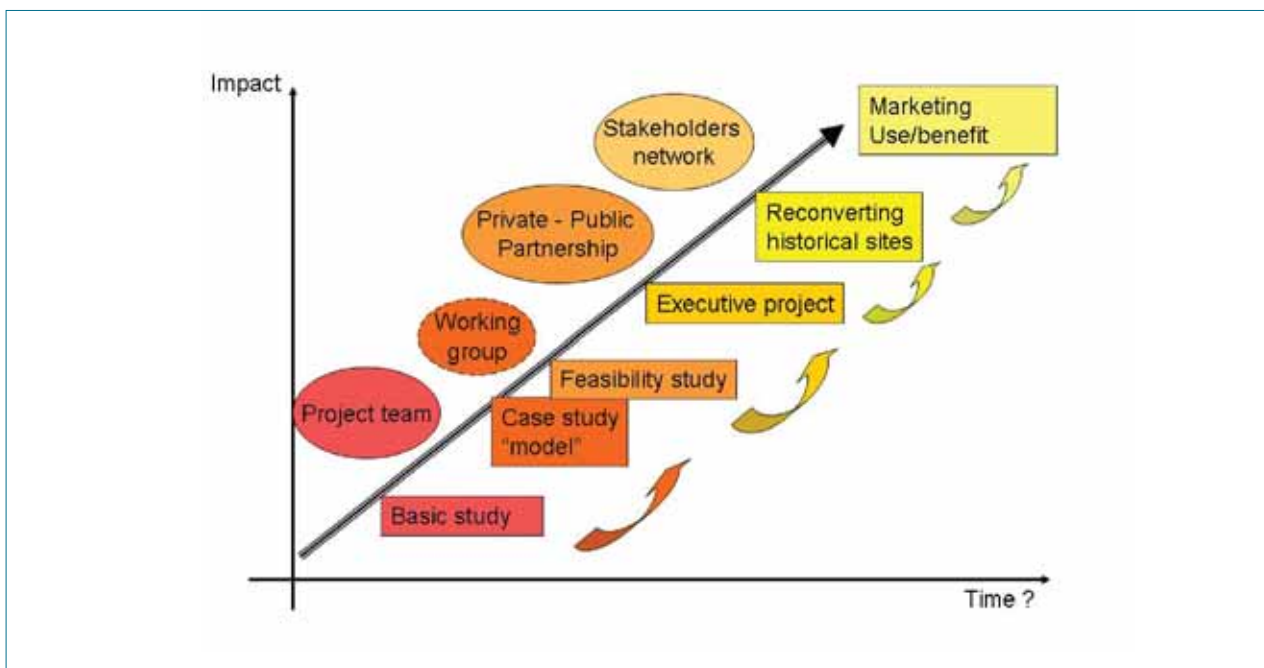 Impact
Marketing
Use/benefit
Stakeholders
network
Reconverting
historical sites
Private - Public
Partnership
Executive project
Working
group
Feasibility study
Project team
Case study
“model”
Basic study
Time ?